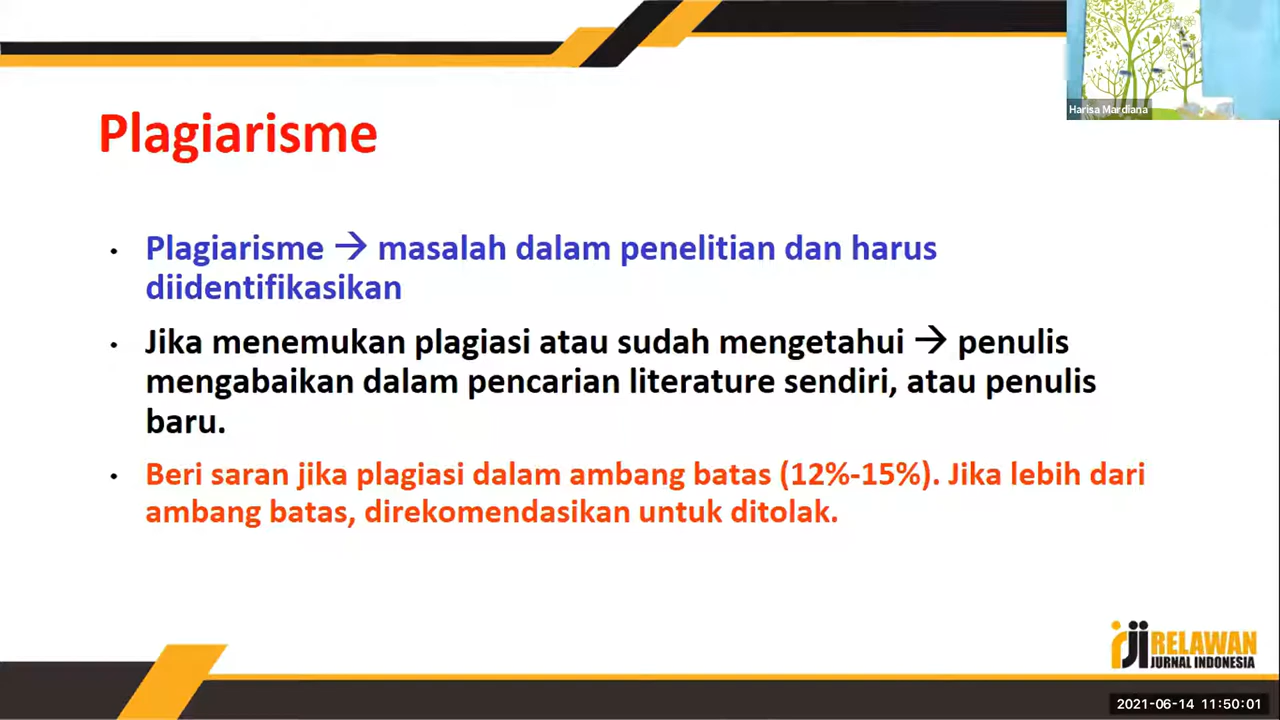 Harisa Mardiana
Plagiarisme
• Plagiarisme → masalah dalam penelitian dan harus
diidentifikasikan
• Jika menemukan plagiasi atau sudah mengetahui → penulis
mengabaikan dalam pencarian literature sendiri, atau penulis
baru.
• Beri saran jika plagiasi dalam ambang batas (12%-15%). Jika lebih dari
ambang batas, direkomendasikan untuk ditolak.
rji RELAWAN
JURNAL INDONESIA
2021-06-14 11:50:01